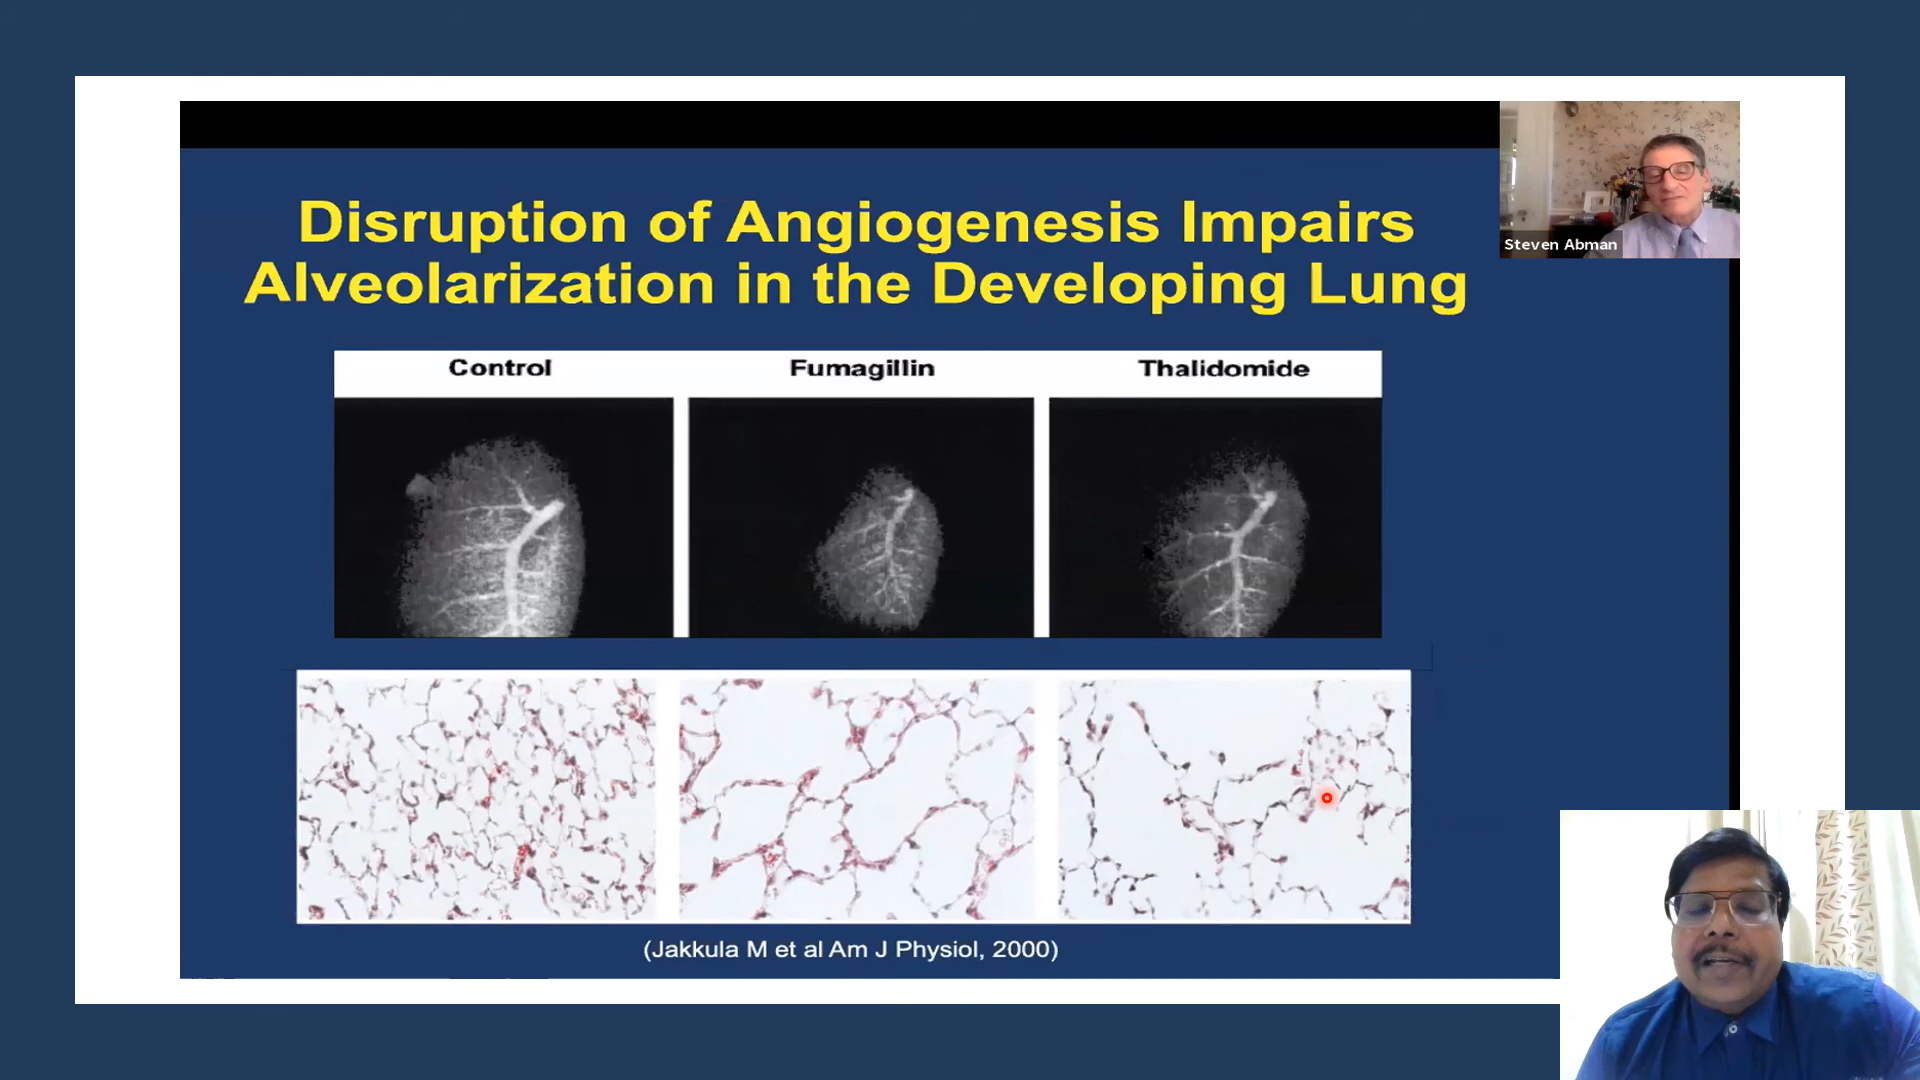 Disruption of Angiogenesis Impairs
Alveolarization in the Developing Lung
Steven Abman
Control
Fumagillin
Thalidomide
(Jakkula M et al Am J Physiol, 2000)